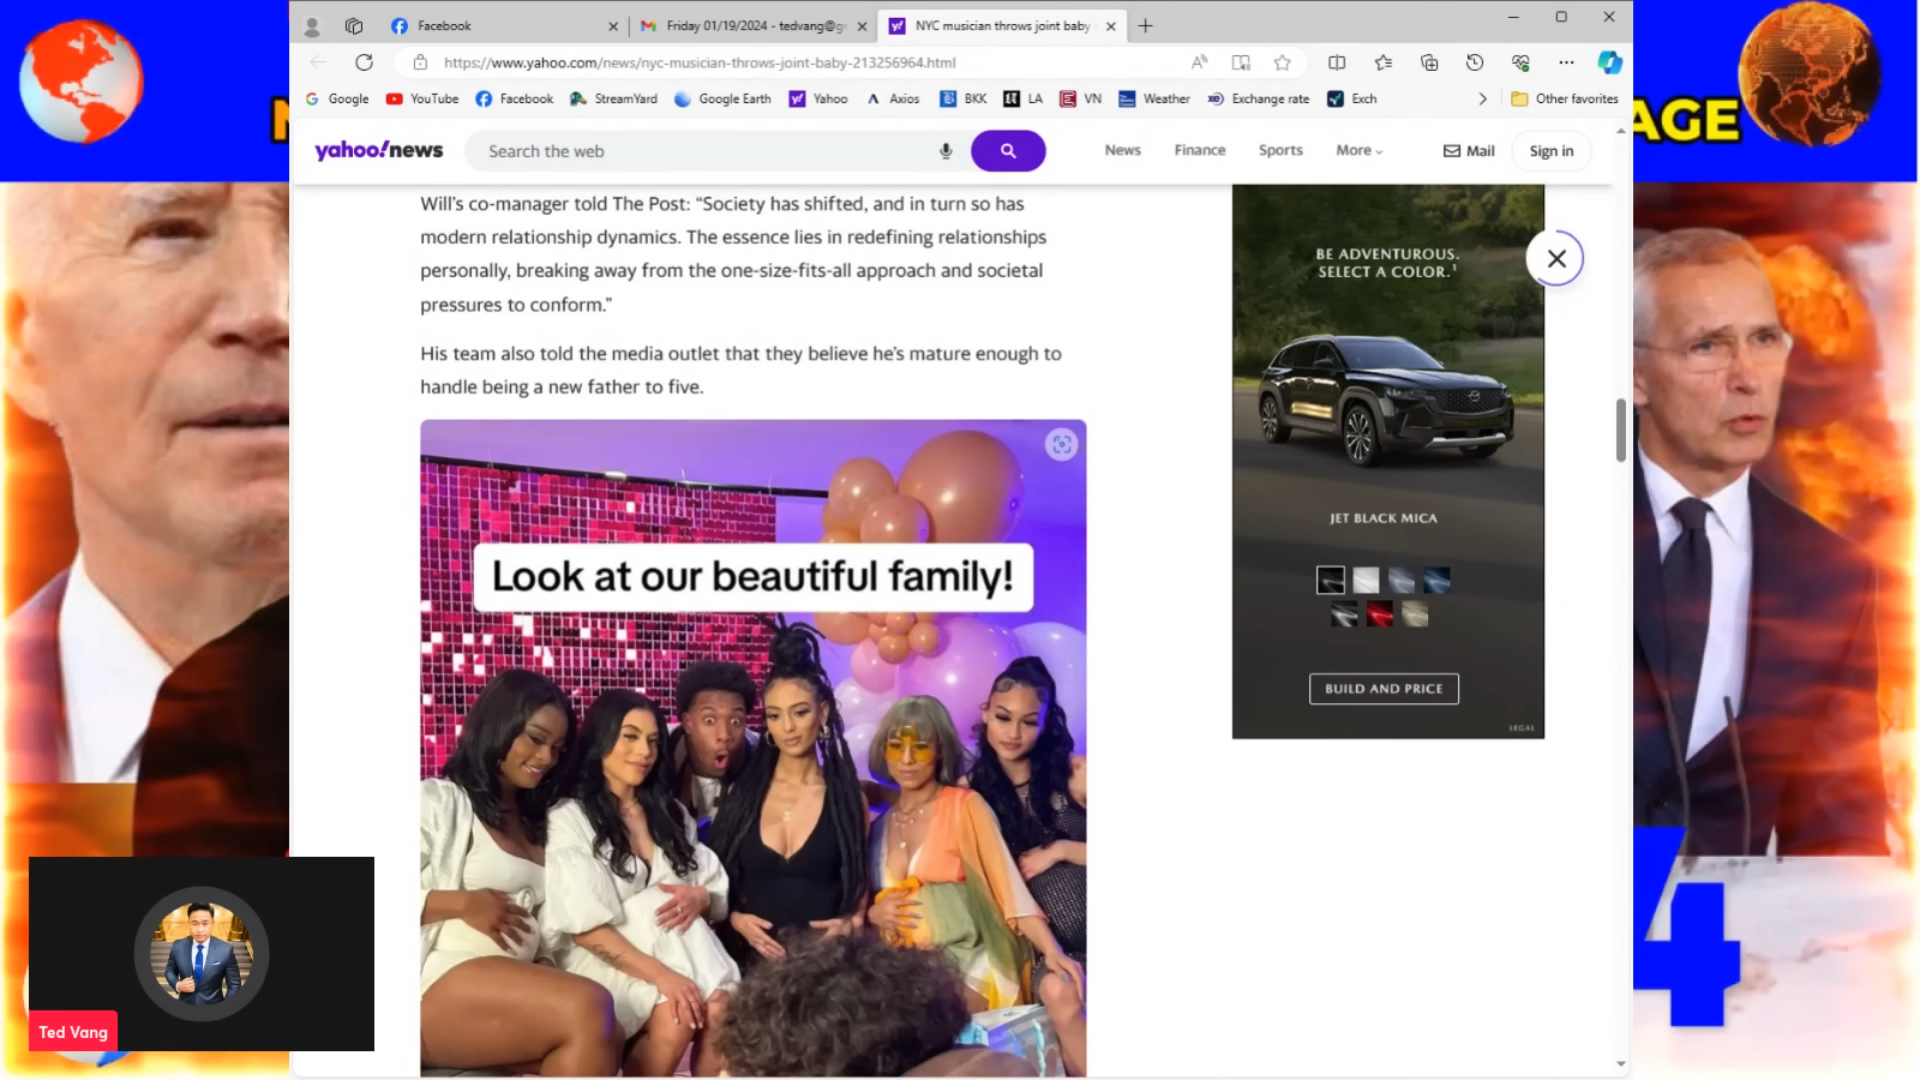 Facebook
Friday 01/19/2024 - tedvang@g
NYC musician throws joint baby
https://www.yahoo.com/news/nyc-musician-throws-joint-baby-213256964.html
Google
YouTube
Facebook
StreamYard
Google Earth
Yahoo
Axios
BKK
LA
VN
Weather
Exchange rate
Exch
Other favorites
AGE
yahoo!news
Search the web
News
Finance
Sports
More
Mail
Sign in
Will's co-manager told The Post: “Society has shifted, and in turn so has
modern relationship dynamics. The essence lies in redefining relationships
personally, breaking away from the one-size-fits-all approach and societal
pressures to conform.”
His team also told the media outlet that they believe he's mature enough to
handle being a new father to five.
Look at our beautiful family!
BE ADVENTUROUS.
SELECT A COLOR.¹
JET BLACK MICA
BUILD AND PRICE
LEGAL
4
Ted Vang